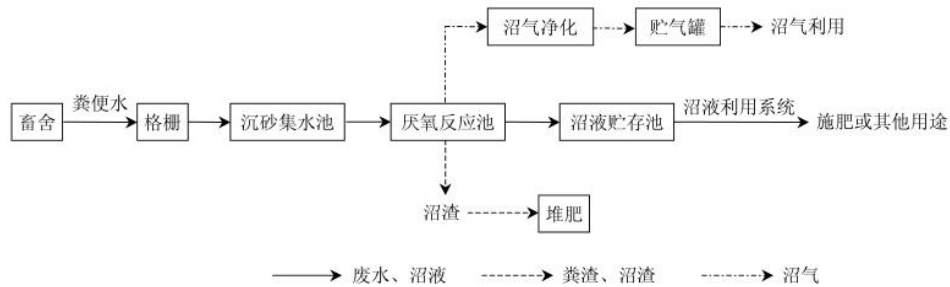 沼气净化 贮气罐 沼气利用
粪便水 沼液利用系统
畜舍 格栅 沉砂集水池 厌氧反应池 沼液贮存池 施肥或其他用途
沼渣 堆肥
废水、沼液 粪渣、沼渣 沼气